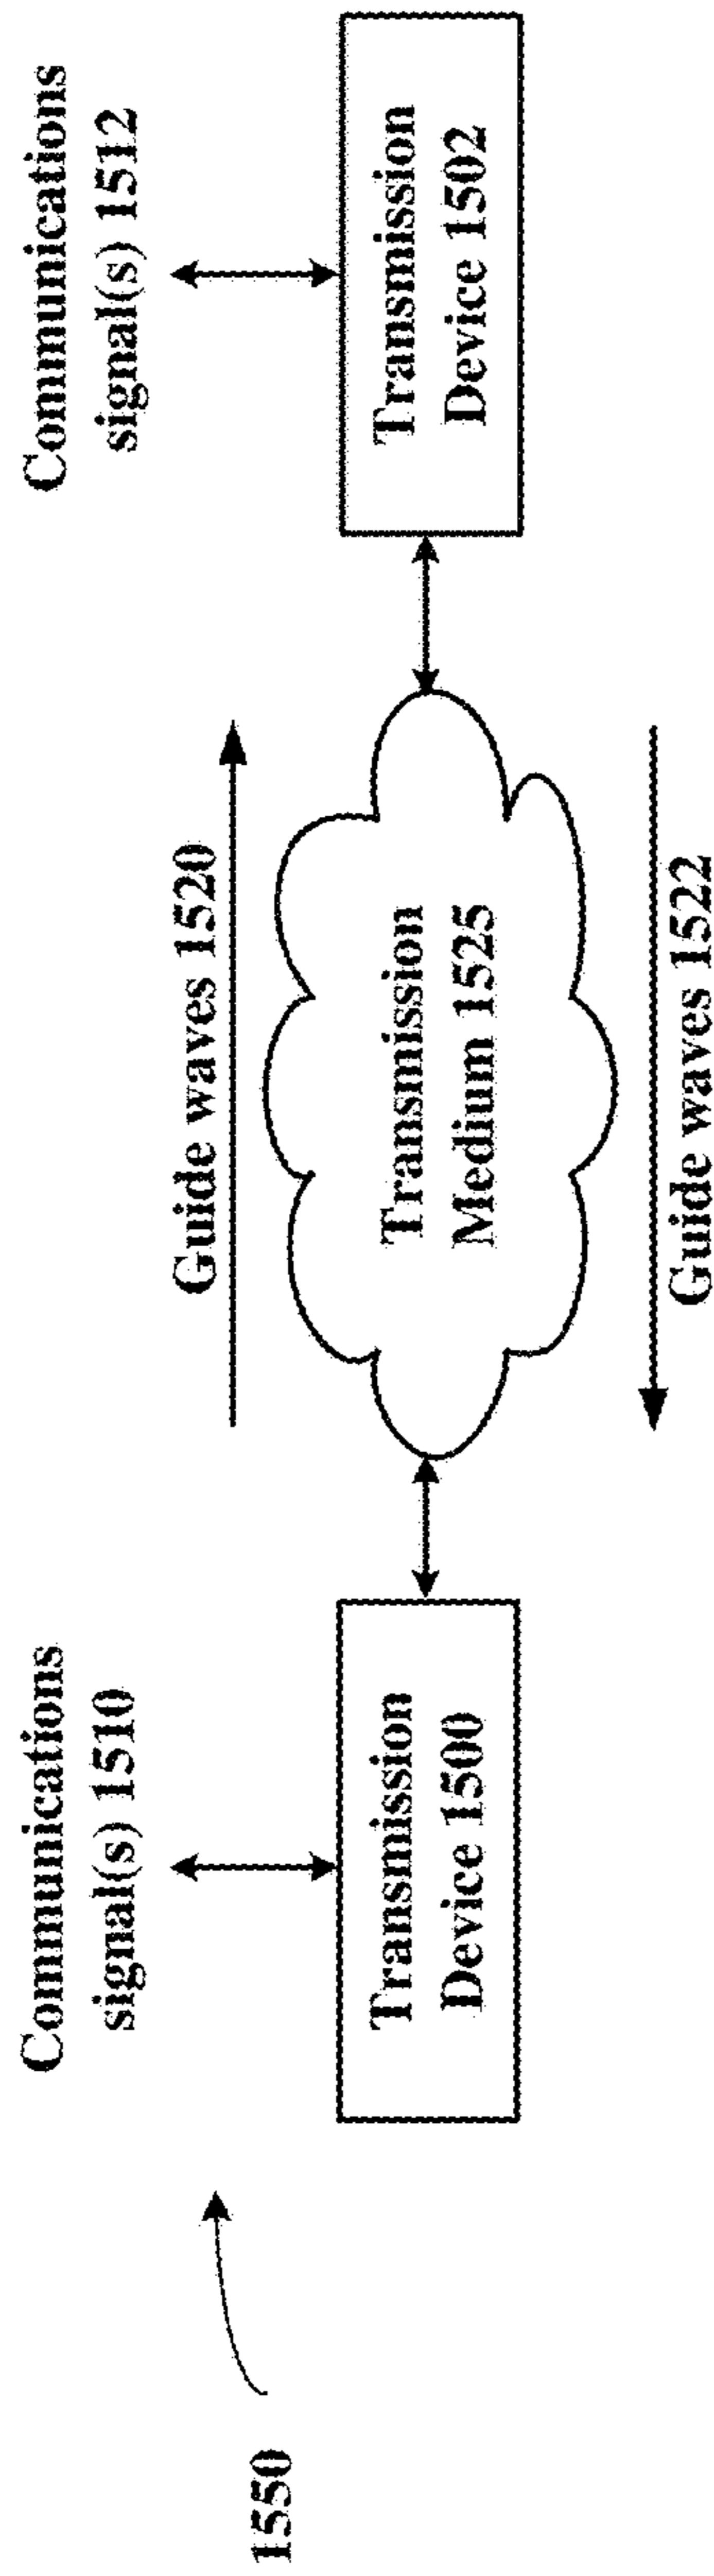 Communications
signal(s) 1510
Communications
signal(s) 1512
Guide waves 1520
Transmission
Device 1500
Transmission
Medium 1525
Transmission
Device 1502
Guide waves 1522
1550